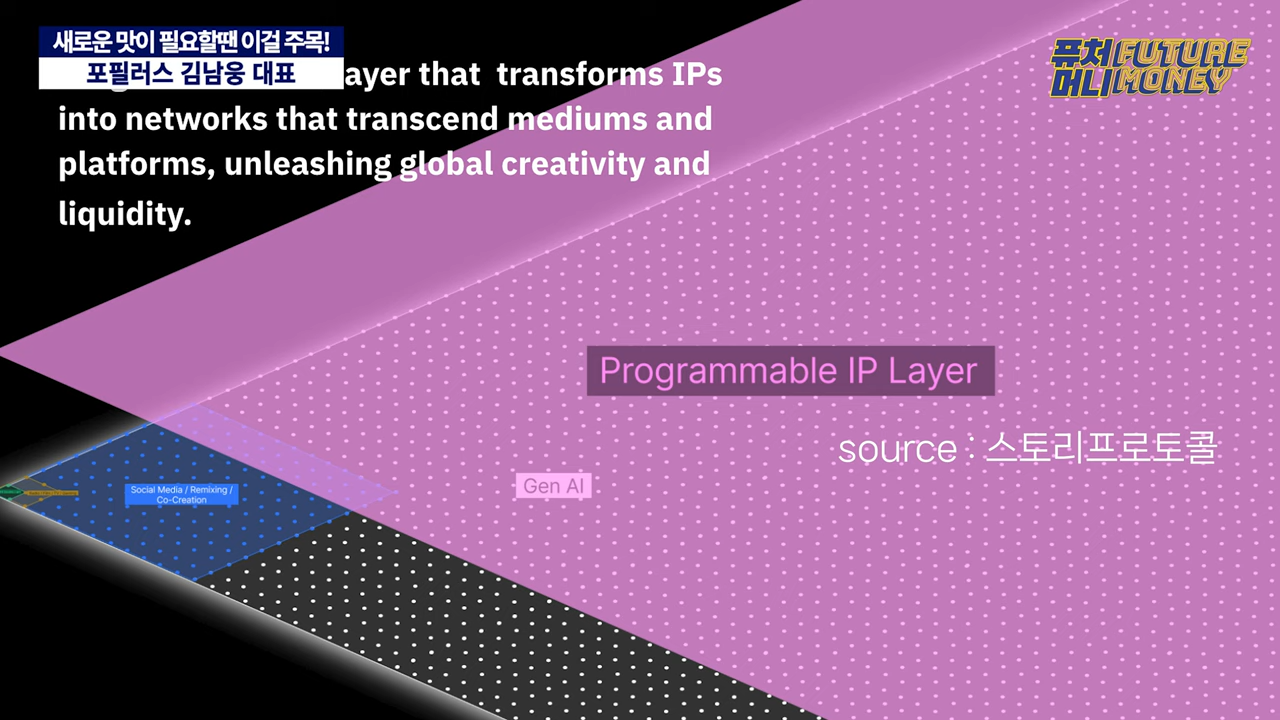 새로운 맛이 필요할땐 이걸 주목!
포필러스 김남웅 대표
퓨처머니 FUTURE MONEY
ayer that transforms IPs
into networks that transcend mediums and
platforms, unleashing global creativity and
liquidity.
Programmable IP Layer
source : 스토리프로토콜
Gen AI
Social Media / Remixing /
Co-Creation